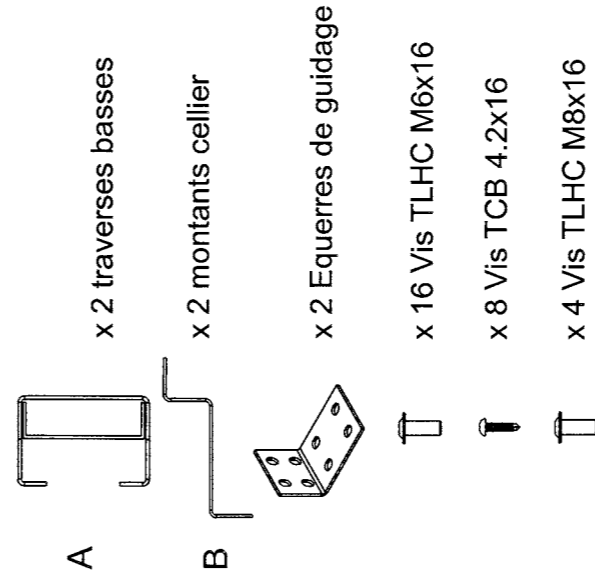 A
x 2 traverses basses
B
x 2 montants cellier
x 2 Equerres de guidage
x 16 Vis TLHC M6x16
x 8 Vis TCB 4.2x16
x 4 Vis TLHC M8x16